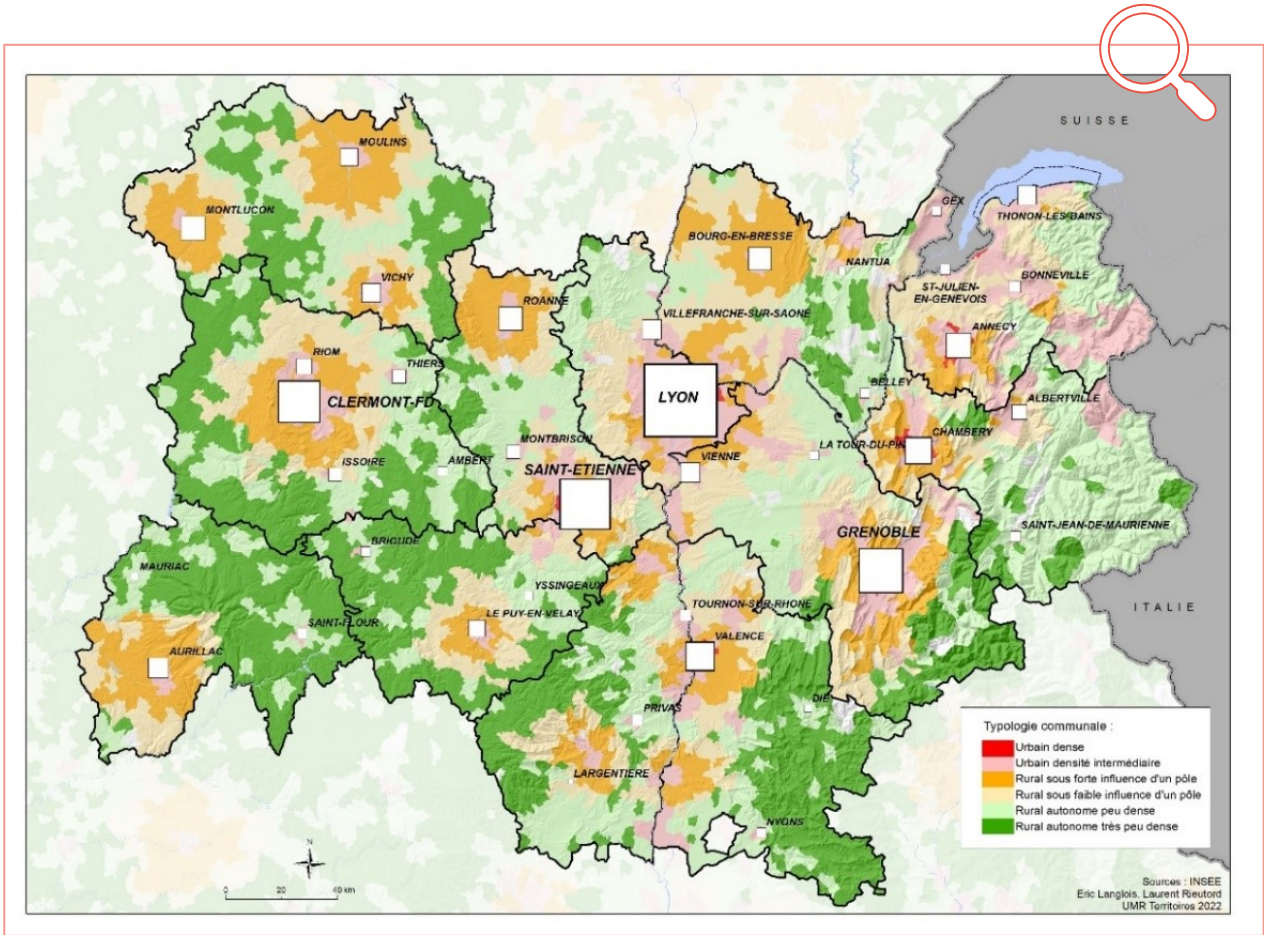 SUISSE
MOULINS
MONTLUCON
GEX
THONON-LES-BAINS
BOURG-EN-BRESSE
NANTUA
VICHY
ST-JULIEN-
EN-GENEVOIS
BONNEVILLE
ROANNE
VILLEFRANCHE-SUR-SAONE
ANNECY
RIOM
THIERS
BELLEY
LYON
CLERMONT-FD
ALBERTVILLE
CHAMBERY
MONTBRISON
LA TOUR-DU-PIN
ISSOIRE
AMBERT
SAINT-ETIENNE
VIENNE
GRENOBLE
SAINT-JEAN-DE-MAURIENNE
BRIOUDE
MAURIAC
YSSINGEAUX
TOURNON-SUR-RHONE
ITALIE
SAINT-FLOUR
LE PUY-EN-VELAY
VALENCE
AURILLAC
PRIVAS
DIE
LARGENTIERE
NYONS
Typologie communale :
Urbain dense
Urbain densité intermédiaire
Rural sous forte influence d'un pôle
Rural sous faible influence d'un pôle
Rural autonome peu dense
Rural autonome très peu dense
N
0 20 40 km
Sources : INSEE
Eric Langlois, Laurent Rieutord
UMR Territoires 2022